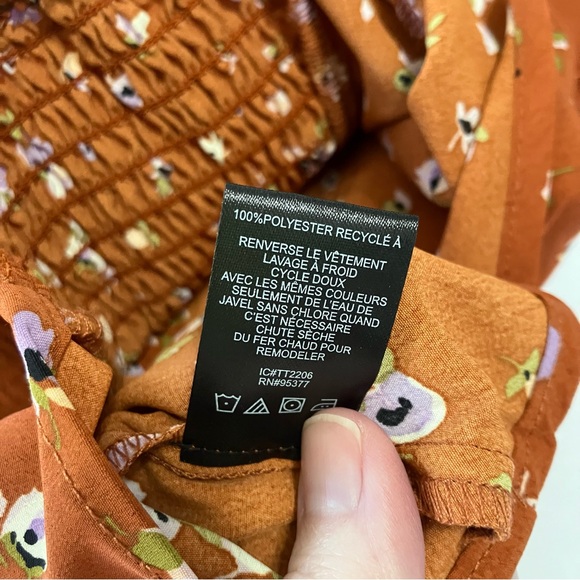 100%POLYESTER RECYCLÉ À
RENVERSE LE VÊTEMENT
LAVAGE À FROID
CYCLE DOUX
AVEC LES MÊMES COULEURS
SEULEMENT DE L'EAU DE
JAVEL SANS CHLORE QUAND
C'EST NÉCESSAIRE
CHUTE SÈCHE
DU FER CHAUD POUR
REMODELER
IC#TT2206
RN#95377